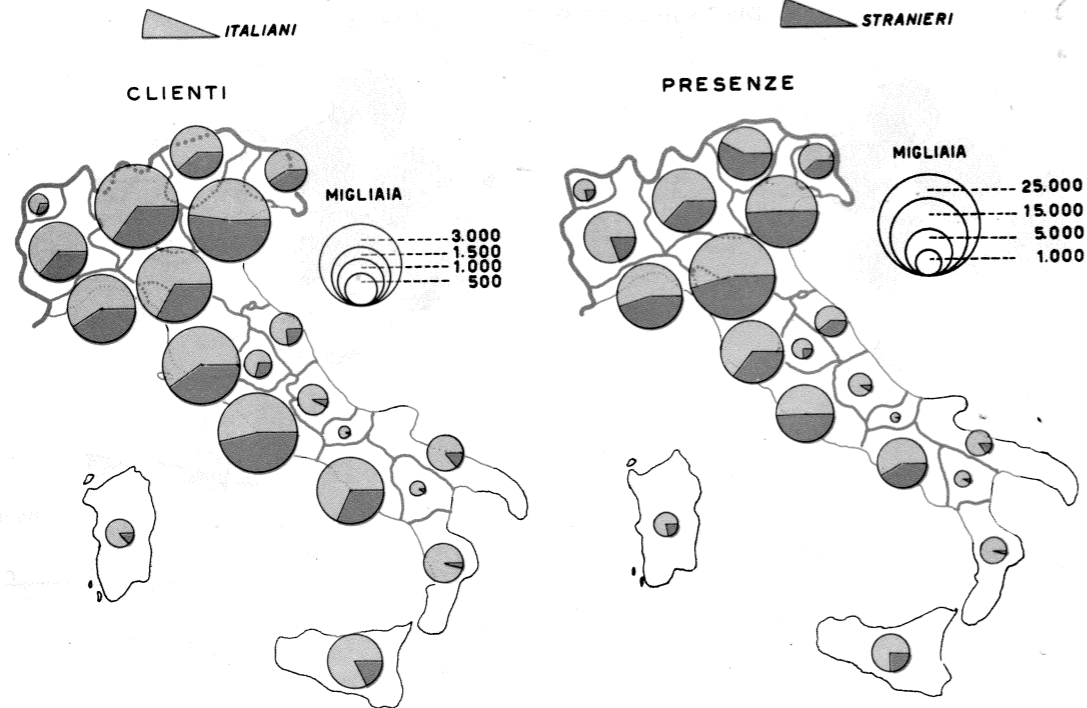 ITALIANI
STRANIERI
CLIENTI
PRESENZE
MIGLIAIA
3.000
1.500
1.000
500
MIGLIAIA
25.000
15.000
5.000
1.000